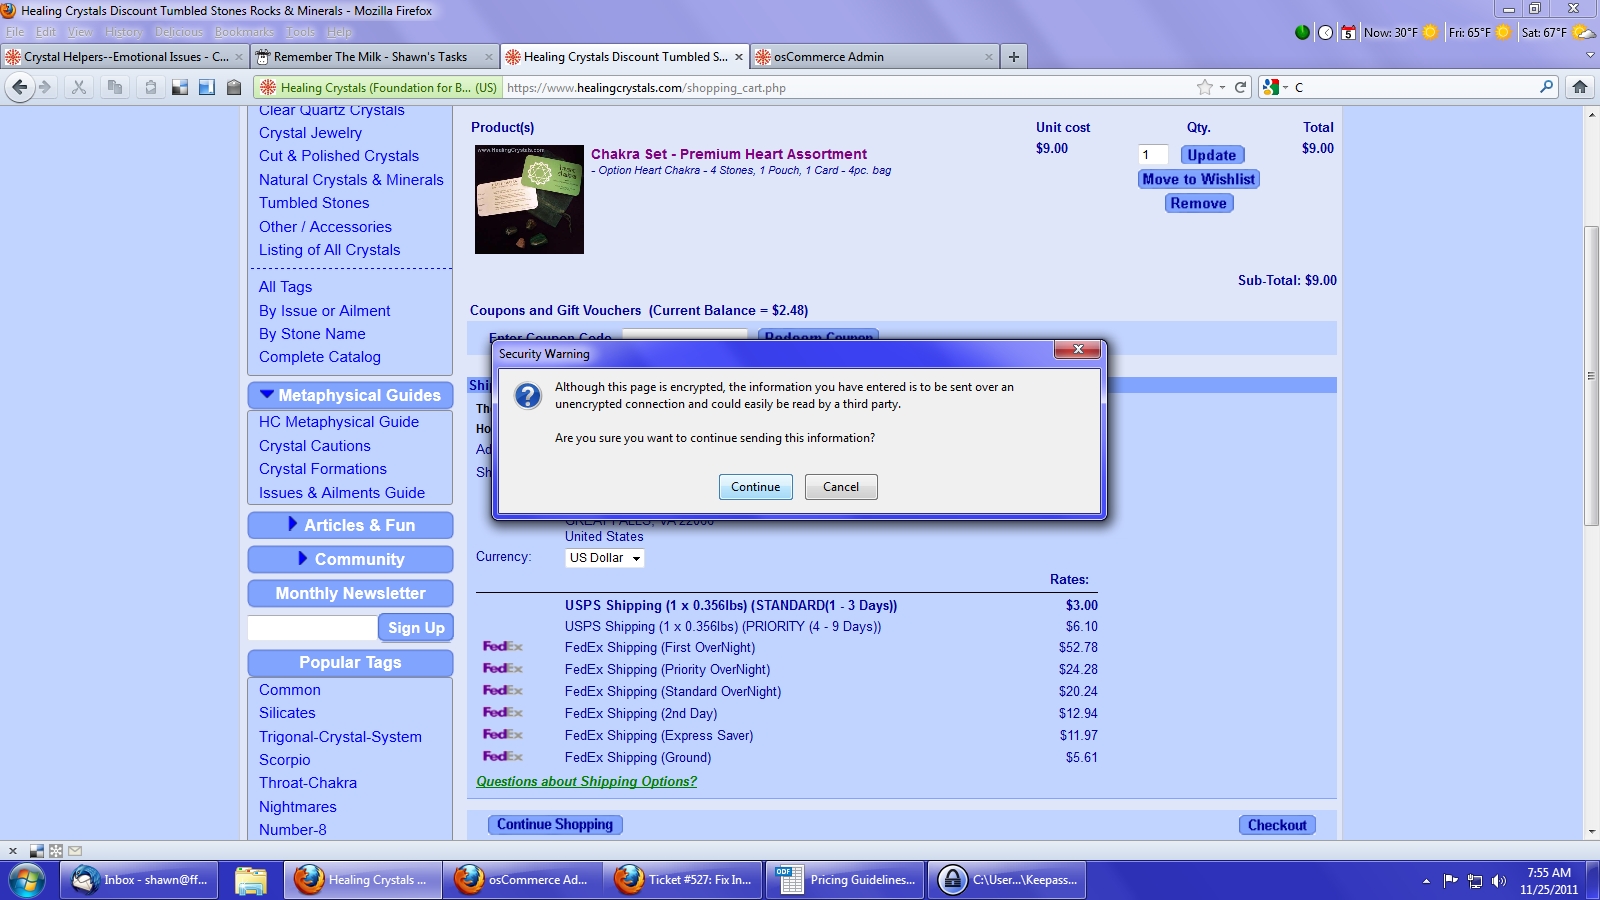 Healing Crystals Discount Tumbled Stones Rocks & Minerals - Mozilla Firefox
File Edit View History Delicious Bookmarks Tools Help
5 Now: 30°F Fri: 65°F Sat: 67°F
Crystal Helpers--Emotional Issues - C... Remember The Milk - Shawn's Tasks Healing Crystals Discount Tumbled S... osCommerce Admin
Healing Crystals (Foundation for B... (US) https://www.healingcrystals.com/shopping_cart.php C
Clear Quartz Crystals
Crystal Jewelry
Cut & Polished Crystals
Natural Crystals & Minerals
Tumbled Stones
Other / Accessories
Listing of All Crystals
All Tags
By Issue or Ailment
By Stone Name
Complete Catalog
Metaphysical Guides
HC Metaphysical Guide
Crystal Cautions
Crystal Formations
Issues & Ailments Guide
Articles & Fun
Community
Monthly Newsletter
Sign Up
Popular Tags
Common
Silicates
Trigonal-Crystal-System
Scorpio
Throat-Chakra
Nightmares
Number-8
Product(s) Unit cost Qty. Total
www.HealingCrystals.com
Chakra Set - Premium Heart Assortment $9.00 1 Update $9.00
- Option Heart Chakra - 4 Stones, 1 Pouch, 1 Card - 4pc. bag
Move to Wishlist
Remove
Sub-Total: $9.00
Coupons and Gift Vouchers (Current Balance = $2.48)
Enter Coupon Code Redeem Coupon
Security Warning
Although this page is encrypted, the information you have entered is to be sent over an
unencrypted connection and could easily be read by a third party.
Are you sure you want to continue sending this information?
Continue Cancel
Shi
Th
Ho
Ad
Sh
GREAT FALLS, VA 22066
United States
Currency: US Dollar
Rates:
USPS Shipping (1 x 0.356lbs) (STANDARD(1 - 3 Days)) $3.00
USPS Shipping (1 x 0.356lbs) (PRIORITY (4 - 9 Days)) $6.10
FedEx FedEx Shipping (First OverNight) $52.78
FedEx FedEx Shipping (Priority OverNight) $24.28
FedEx FedEx Shipping (Standard OverNight) $20.24
FedEx FedEx Shipping (2nd Day) $12.94
FedEx FedEx Shipping (Express Saver) $11.97
FedEx FedEx Shipping (Ground) $5.61
Questions about Shipping Options?
Continue Shopping Checkout
Inbox - shawn@ff... Healing Crystals ... osCommerce Ad... Ticket #527: Fix In... ODF Pricing Guidelines... C:\User...\Keepass...
7:55 AM
11/25/2011